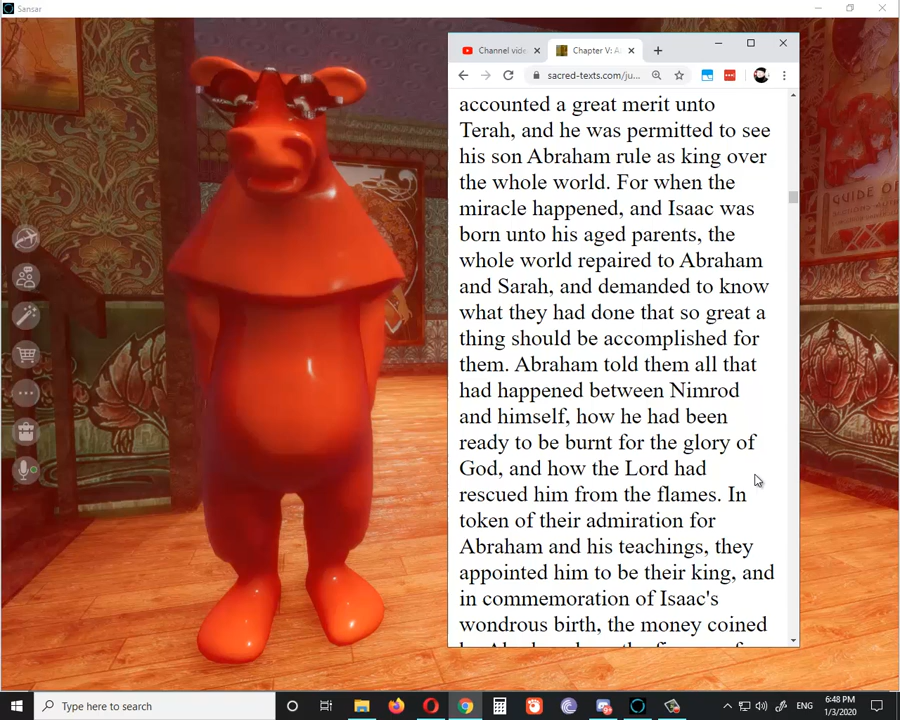 Sansar
Channel vide
Chapter V: A
sacred-texts.com/ju...
accounted a great merit unto
Terah, and he was permitted to see
his son Abraham rule as king over
the whole world. For when the
miracle happened, and Isaac was
born unto his aged parents, the
whole world repaired to Abraham
and Sarah, and demanded to know
what they had done that so great a
thing should be accomplished for
them. Abraham told them all that
had happened between Nimrod
and himself, how he had been
ready to be burnt for the glory of
God, and how the Lord had
rescued him from the flames. In
token of their admiration for
Abraham and his teachings, they
appointed him to be their king, and
in commemoration of Isaac's
wondrous birth, the money coined
GUIDE OF
Type here to search
ENG
6:48 PM
1/3/2020